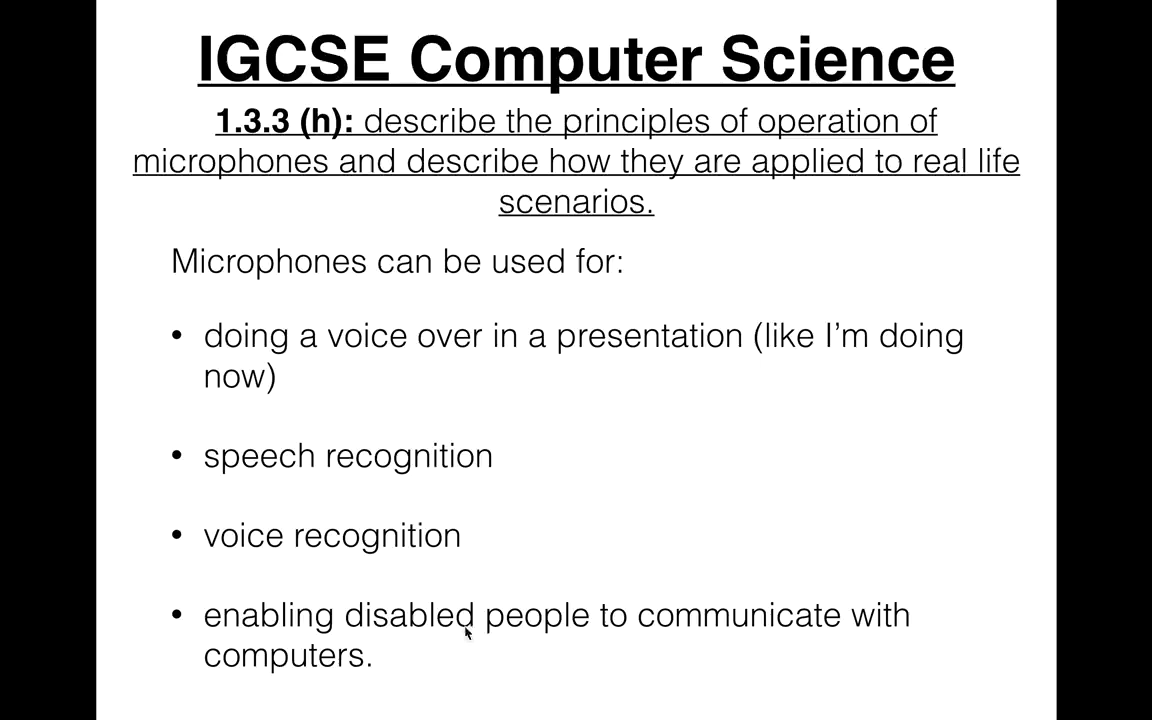 IGCSE Computer Science
1.3.3 (h): describe the principles of operation of
microphones and describe how they are applied to real life
scenarios.
Microphones can be used for:
• doing a voice over in a presentation (like I’m doing
now)
• speech recognition
• voice recognition
• enabling disabled people to communicate with
computers.